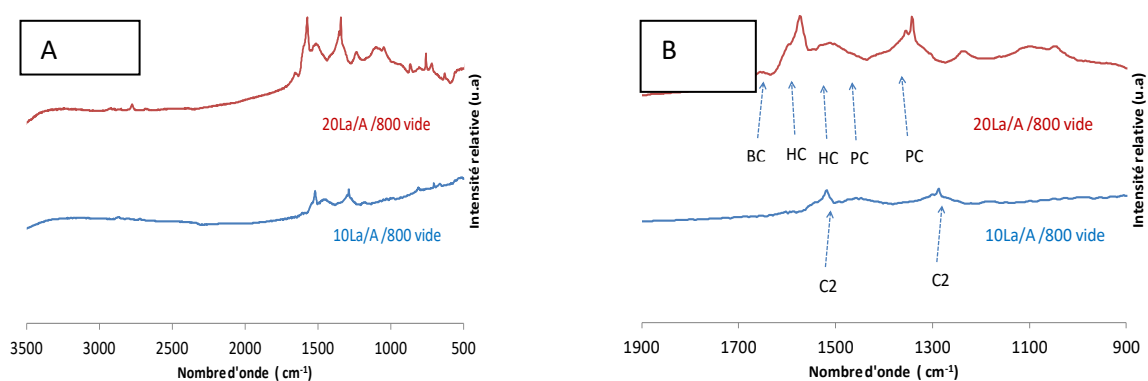 A
20La/A /800 vide
10La/A /800 vide
Intensité relative (u.a)
3500 3000 2500 2000 1500 1000 500
Nombre d'onde ( cm-1)
B
20La/A /800 vide
BC HC HC PC PC
10La/A /800 vide
C2 C2
Intensité relative (u.a)
1900 1700 1500 1300 1100 900
Nombre d'onde ( cm-1)